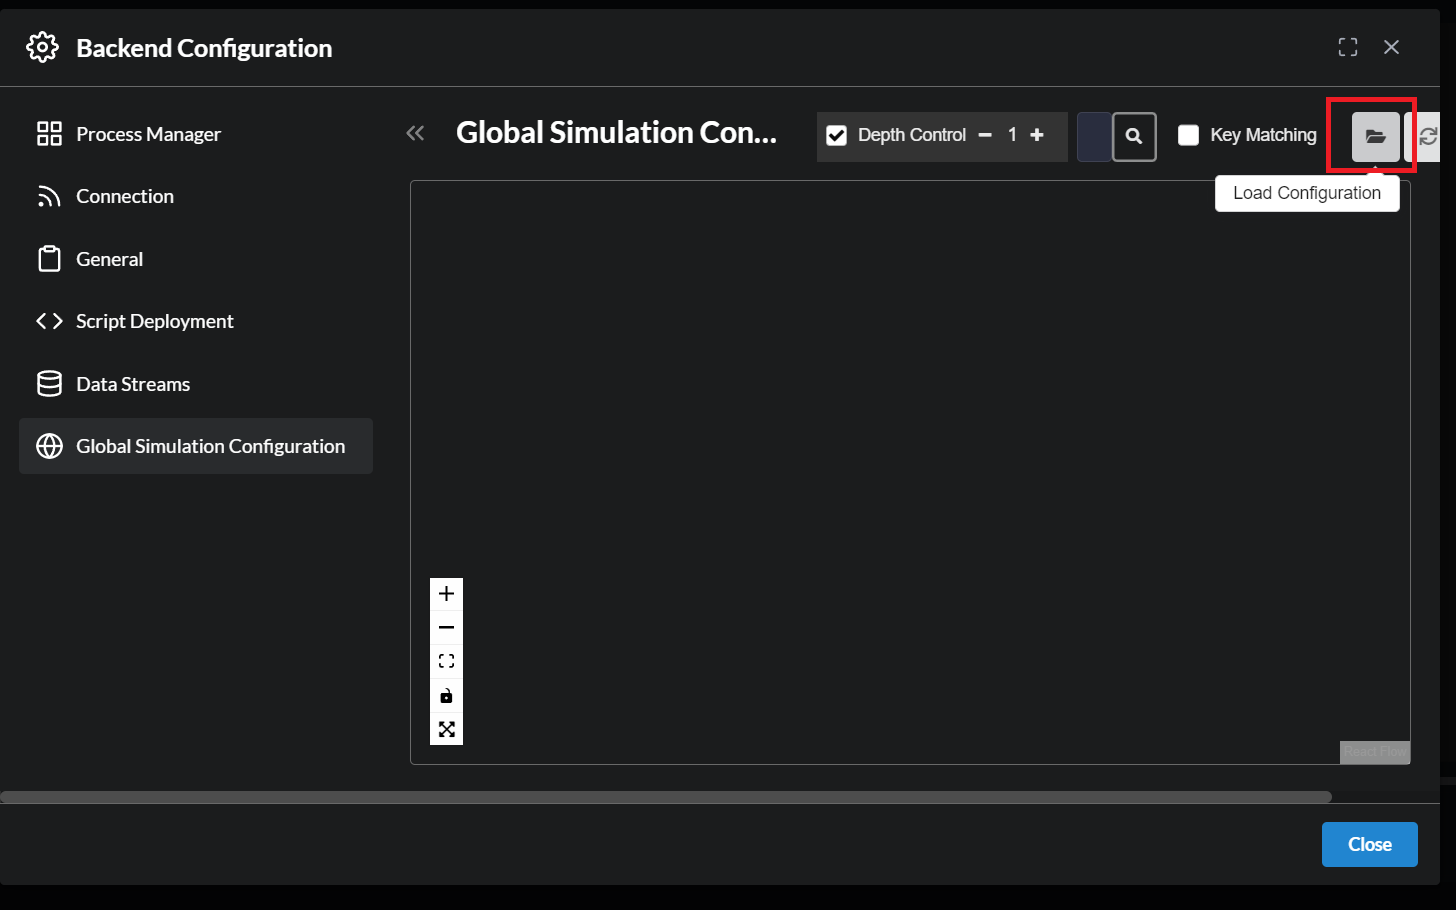 Backend Configuration
Process Manager
Connection
General
Script Deployment
Data Streams
Global Simulation Configuration
Global Simulation Con...
Depth Control
1
Key Matching
Load Configuration
React Flow
Close